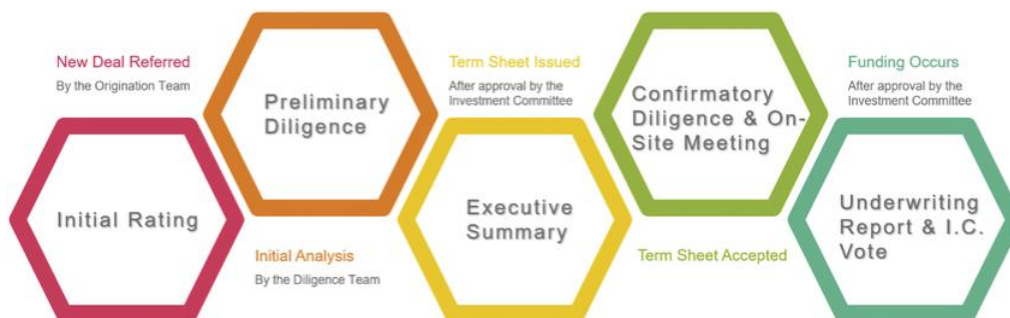 New Deal Referred
By the Origination Team
Initial Rating
Preliminary
Diligence
Initial Analysis
By the Diligence Team
Term Sheet Issued
After approval by the
Investment Committee
Executive
Summary
Confirmatory
Diligence & On-
Site Meeting
Term Sheet Accepted
Funding Occurs
After approval by the
Investment Committee
Underwriting
Report & I.C.
Vote